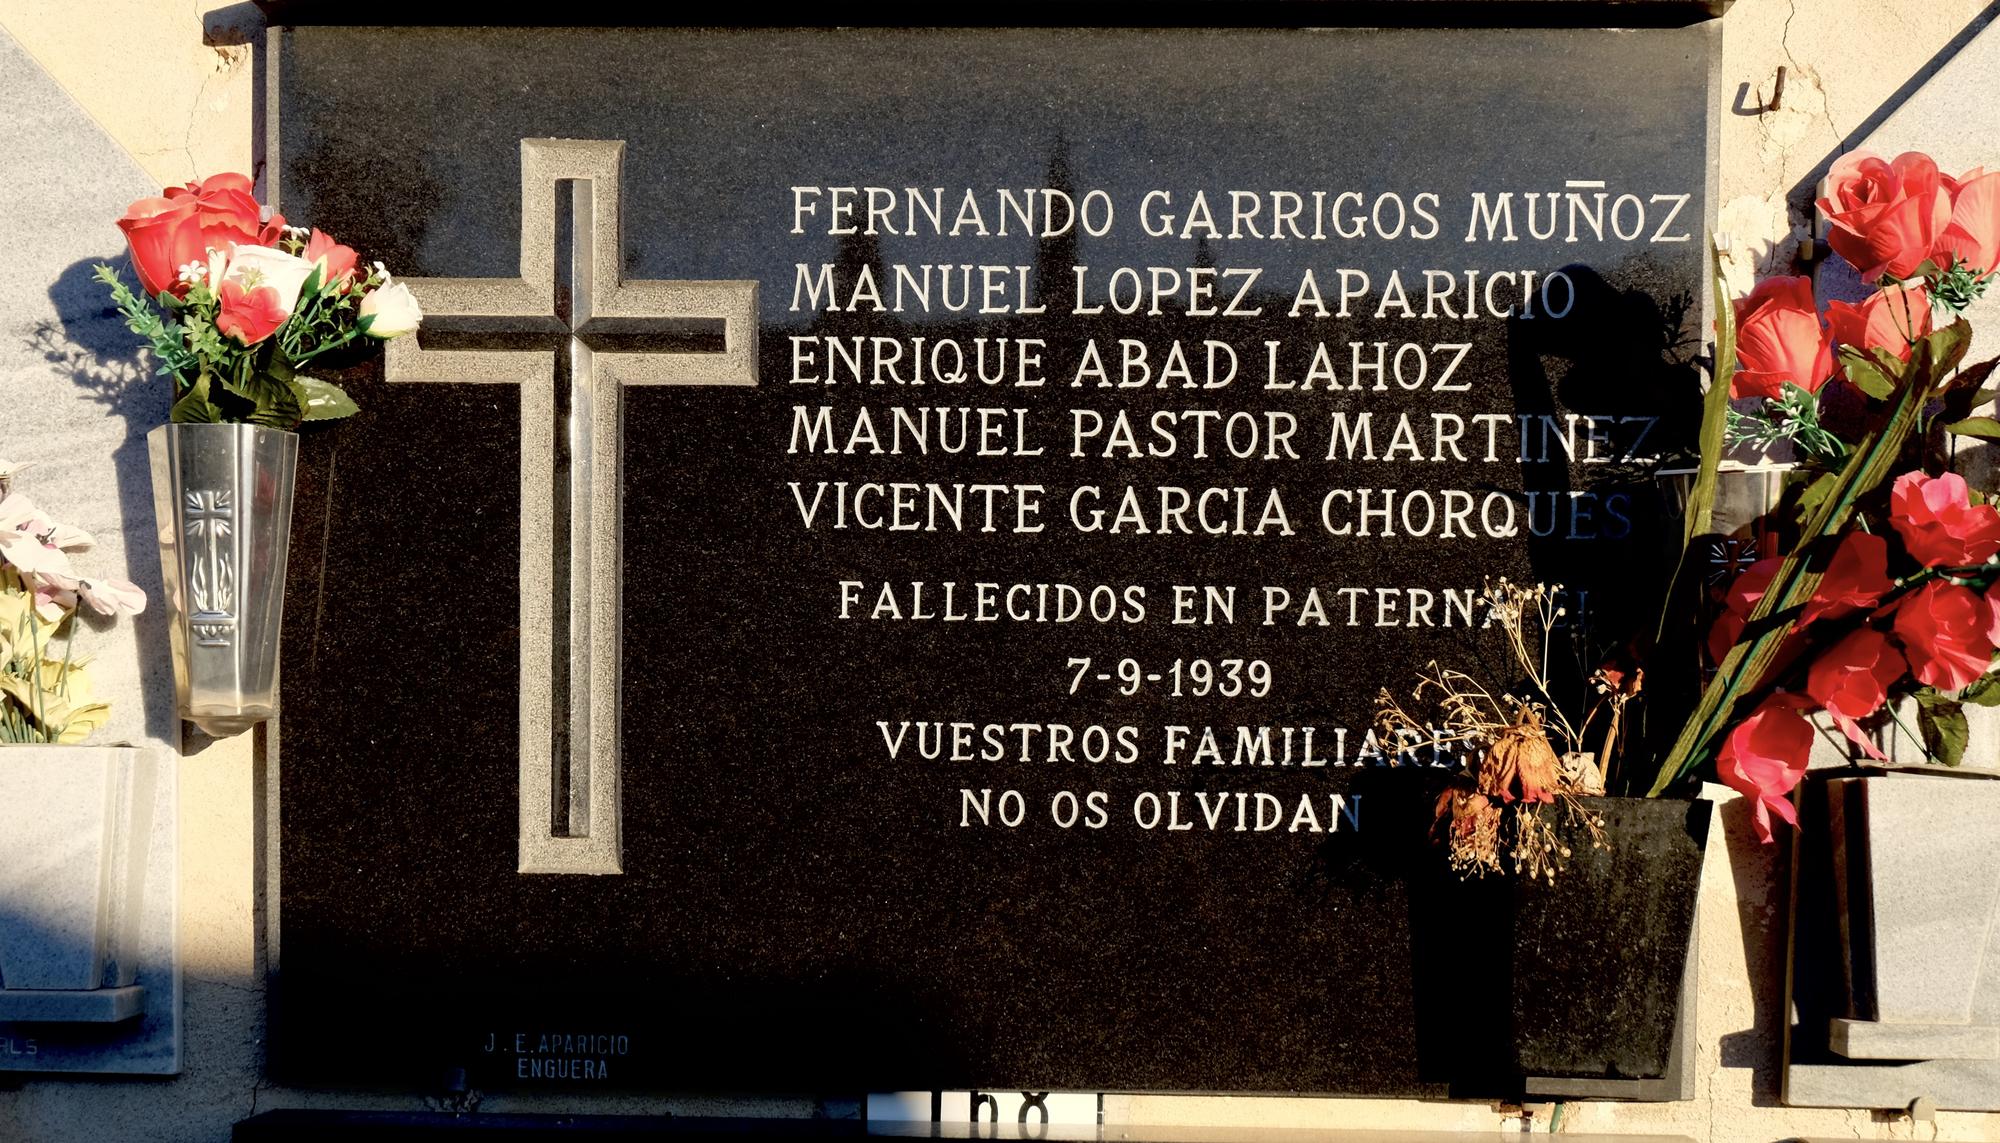 FERNANDO GARRIGOS MUÑOZ
MANUEL LOPEZ APARICIO
ENRIQUE ABAD LAHOZ
MANUEL PASTOR MARTINEZ
VICENTE GARCIA CHORQUES
FALLECIDOS EN PATERNA EL
7-9-1939
VUESTROS FAMILIARES
NO OS OLVIDAN
J. E. APARICIO
ENGUERA